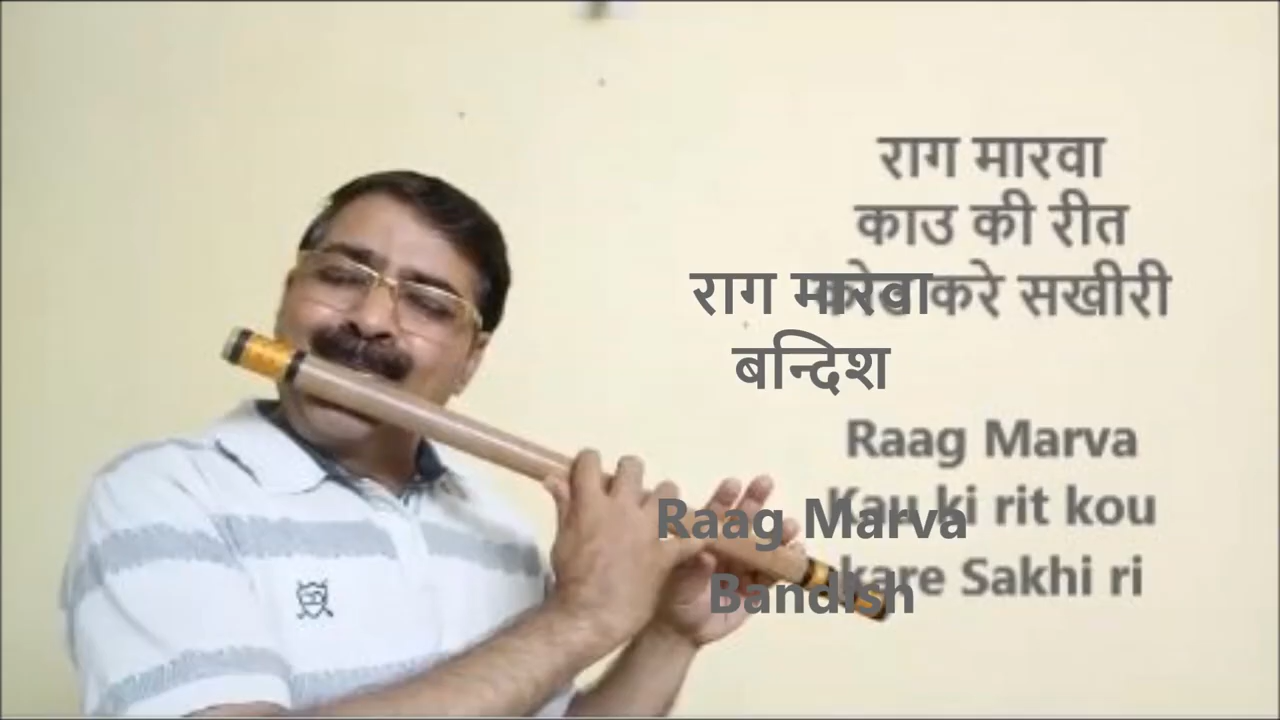 राग मारवा
काउ की रीत
कोउ करे सखीरी
राग मारवा
बन्दिश
Raag Marva
Kau ki rit kou
kare Sakhi ri
Raag Marva
Bandish